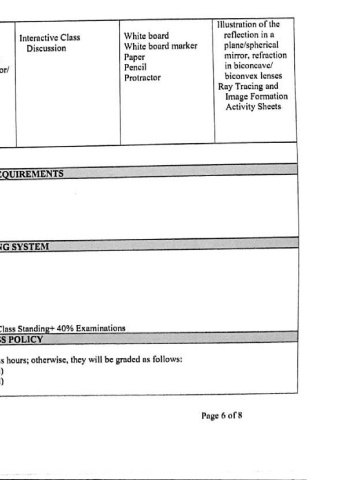 or/
Interactive Class
Discussion
White board
White board marker
Paper
Pencil
Protractor
Illustration of the
reflection in a
plane/spherical
mirror, refraction
in biconcave/
biconvex lenses
Ray Tracing and
Image Formation
Activity Sheets
EQUIREMENTS
NG SYSTEM
Class Standing+ 40% Examinations
SS POLICY
s hours; otherwise, they will be graded as follows:
)
)
Page 6 of 8